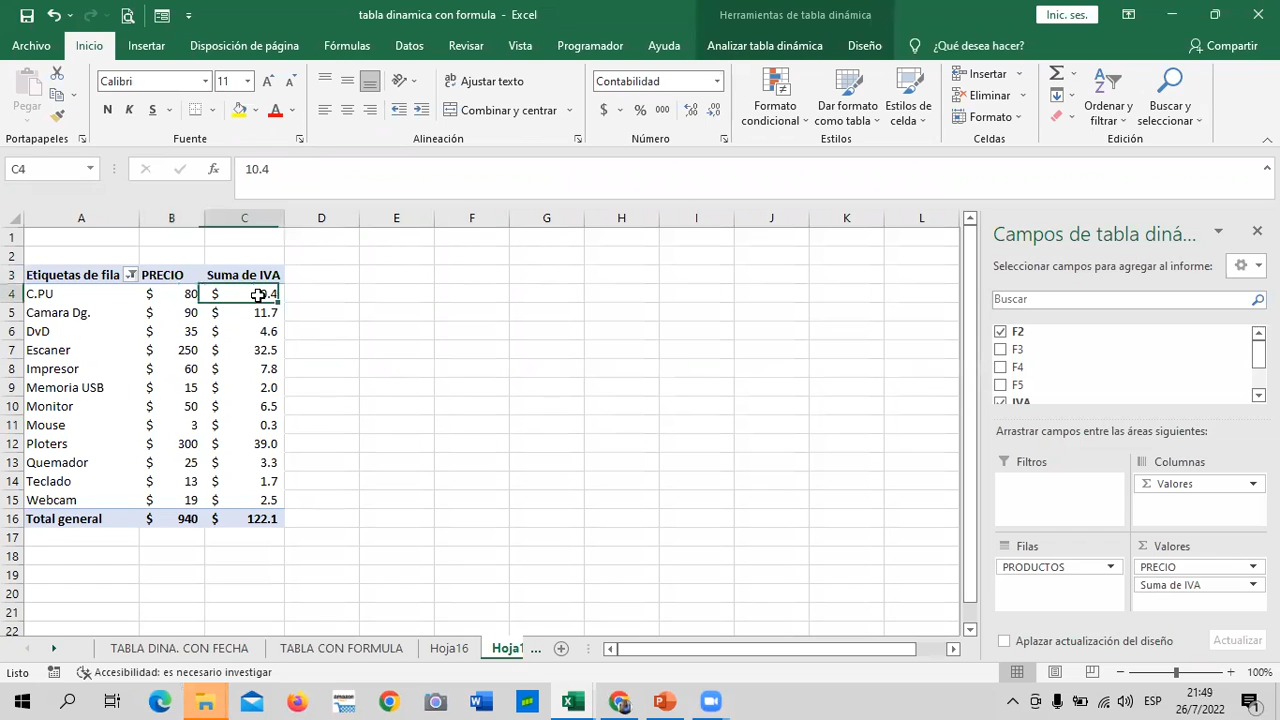 tabla dinamica con formula - Excel
Herramientas de tabla dinámica
Inic. ses.
Archivo Inicio Insertar Disposición de página Fórmulas Datos Revisar Vista Programador Ayuda Analizar tabla dinámica Diseño ¿Qué desea hacer? Compartir
Pegar
Calibri 11
N K S
Ajustar texto
Combinar y centrar
Contabilidad
$ % 000
Formato condicional
Dar formato como tabla
Estilos de celda
Insertar
Eliminar
Formato
Ordenar y filtrar
Buscar y seleccionar
Portapapeles Fuente Alineación Número Estilos Celdas Edición
C4 fx 10.4
A B C D E F G H I J K L
1
2
3 Etiquetas de fila PRECIO Suma de IVA
4 C.PU $ 80 $
5 Camara Dg. $ 90 $ 11.7
6 DvD $ 35 $ 4.6
7 Escaner $ 250 $ 32.5
8 Impresor $ 60 $ 7.8
9 Memoria USB $ 15 $ 2.0
10 Monitor $ 50 $ 6.5
11 Mouse $ 3 $ 0.3
12 Ploters $ 300 $ 39.0
13 Quemador $ 25 $ 3.3
14 Teclado $ 13 $ 1.7
15 Webcam $ 19 $ 2.5
16 Total general $ 940 $ 122.1
17
18
19
20
21
22
Campos de tabla diná...
Seleccionar campos para agregar al informe:
Buscar
F2
F3
F4
F5
IVA
Arrastrar campos entre las áreas siguientes:
Filtros
Columnas
Valores
Filas
PRODUCTOS
Valores
PRECIO
Suma de IVA
Aplazar actualización del diseño Actualizar
TABLA DINA. CON FECHA TABLA CON FORMULA Hoja16 Hoja1 ...
Listo Accesibilidad: es necesario investigar 100%
ESP
21:49
26/7/2022